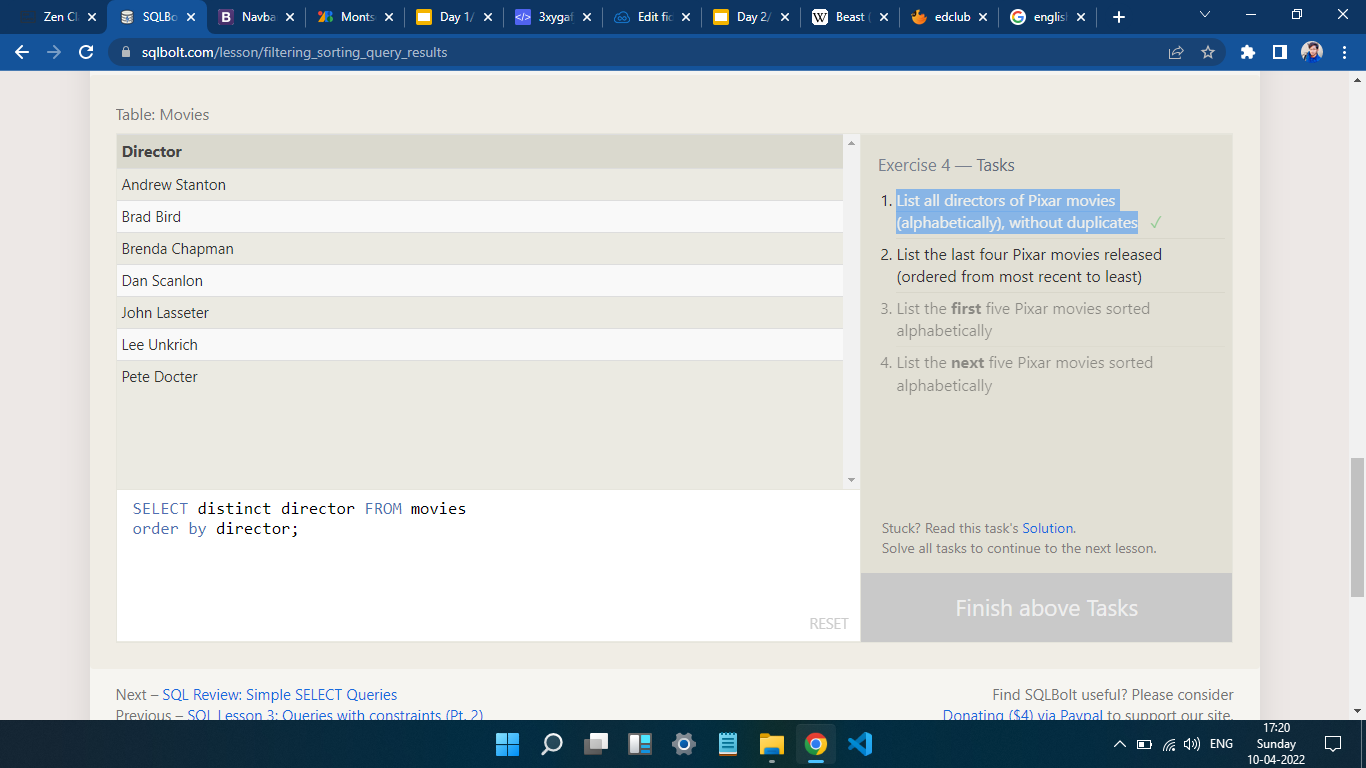 Zen Cl
SQLBo
Navba
Monts
Day 1/
3xygaf
Edit fi
Day 2/
Beast (
edclub
englis
sqlbolt.com/lesson/filtering_sorting_query_results
Table: Movies
Director
Andrew Stanton
Brad Bird
Brenda Chapman
Dan Scanlon
John Lasseter
Lee Unkrich
Pete Docter
Exercise 4 — Tasks
1. List all directors of Pixar movies
(alphabetically), without duplicates ✓
2. List the last four Pixar movies released
(ordered from most recent to least)
3. List the first five Pixar movies sorted
alphabetically
4. List the next five Pixar movies sorted
alphabetically
SELECT distinct director FROM movies
order by director;
RESET
Stuck? Read this task's Solution.
Solve all tasks to continue to the next lesson.
Finish above Tasks
Next – SQL Review: Simple SELECT Queries
Previous – SQL Lesson 3: Queries with constraints (Pt. 2)
Find SQLBolt useful? Please consider
Donating ($4) via Paypal to support our site.
ENG
17:20
Sunday
10-04-2022